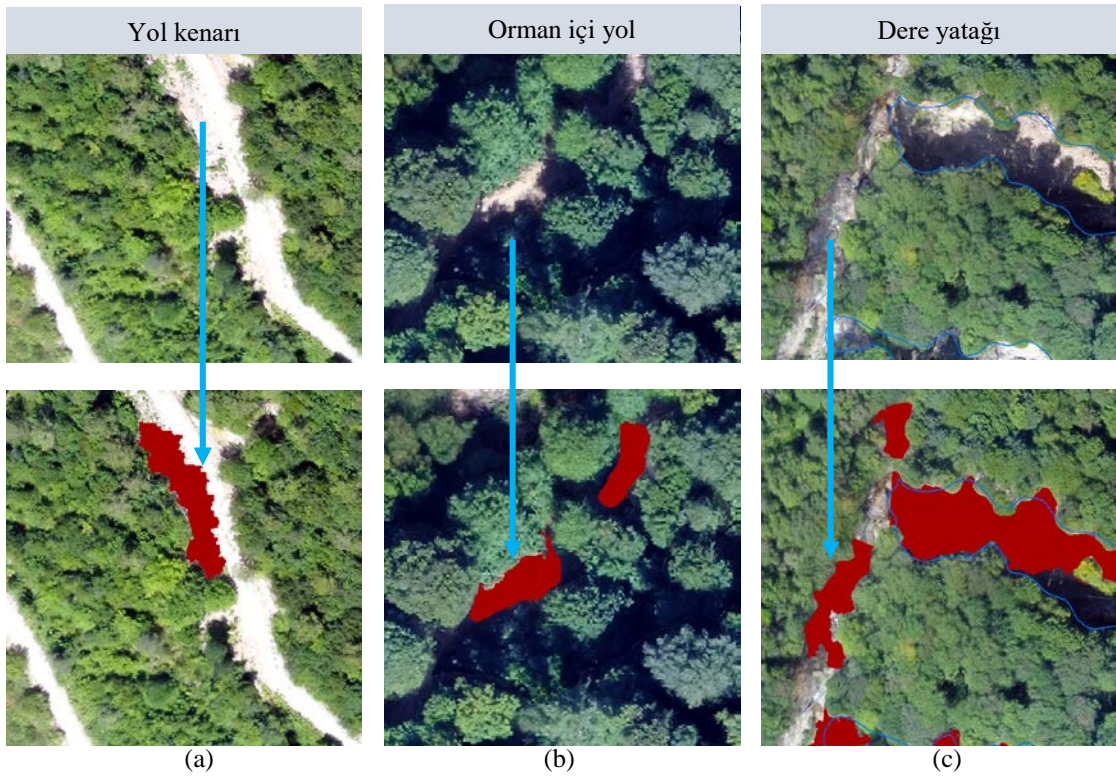 Yol kenarı
Orman içi yol
Dere yatağı
(a)
(b)
(c)